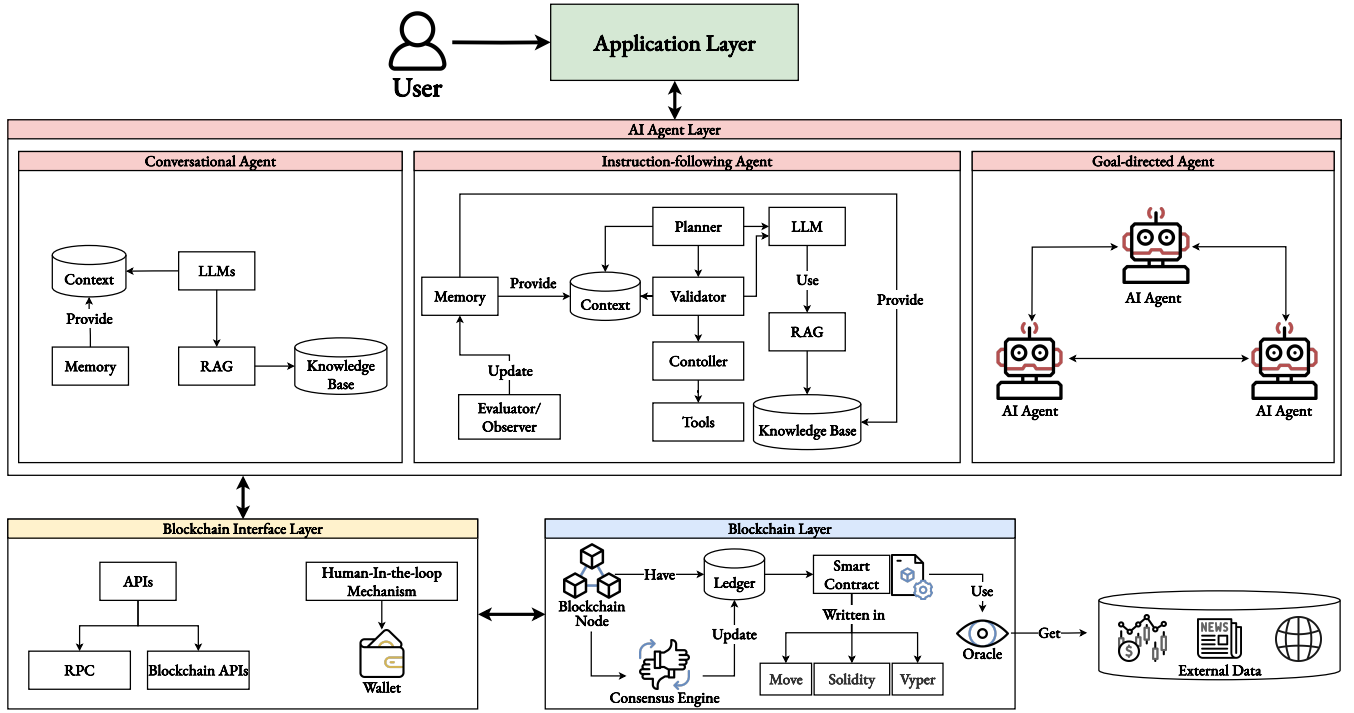 User
Application Layer
AI Agent Layer
Conversational Agent
Context
LLMs
Provide
Memory
RAG
Knowledge
Base
Instruction-following Agent
Planner
LLM
Memory
Provide
Context
Validator
Use
Provide
RAG
Update
Contoller
Evaluator/
Observer
Tools
Knowledge Base
Goal-directed Agent
AI Agent
AI Agent
AI Agent
Blockchain Interface Layer
APIs
RPC
Blockchain APIs
Human-In-the-loop
Mechanism
Wallet
Blockchain Layer
Blockchain
Node
Have
Ledger
Smart
Contract
Use
Written in
Update
Consensus Engine
Move
Solidity
Vyper
Oracle
Get
NEWS
$
External Data